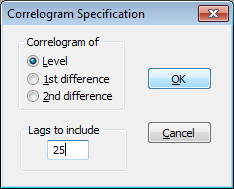 Correlogram Specification
Correlogram of
Level
1st difference
2nd difference
OK
Lags to include
25
Cancel